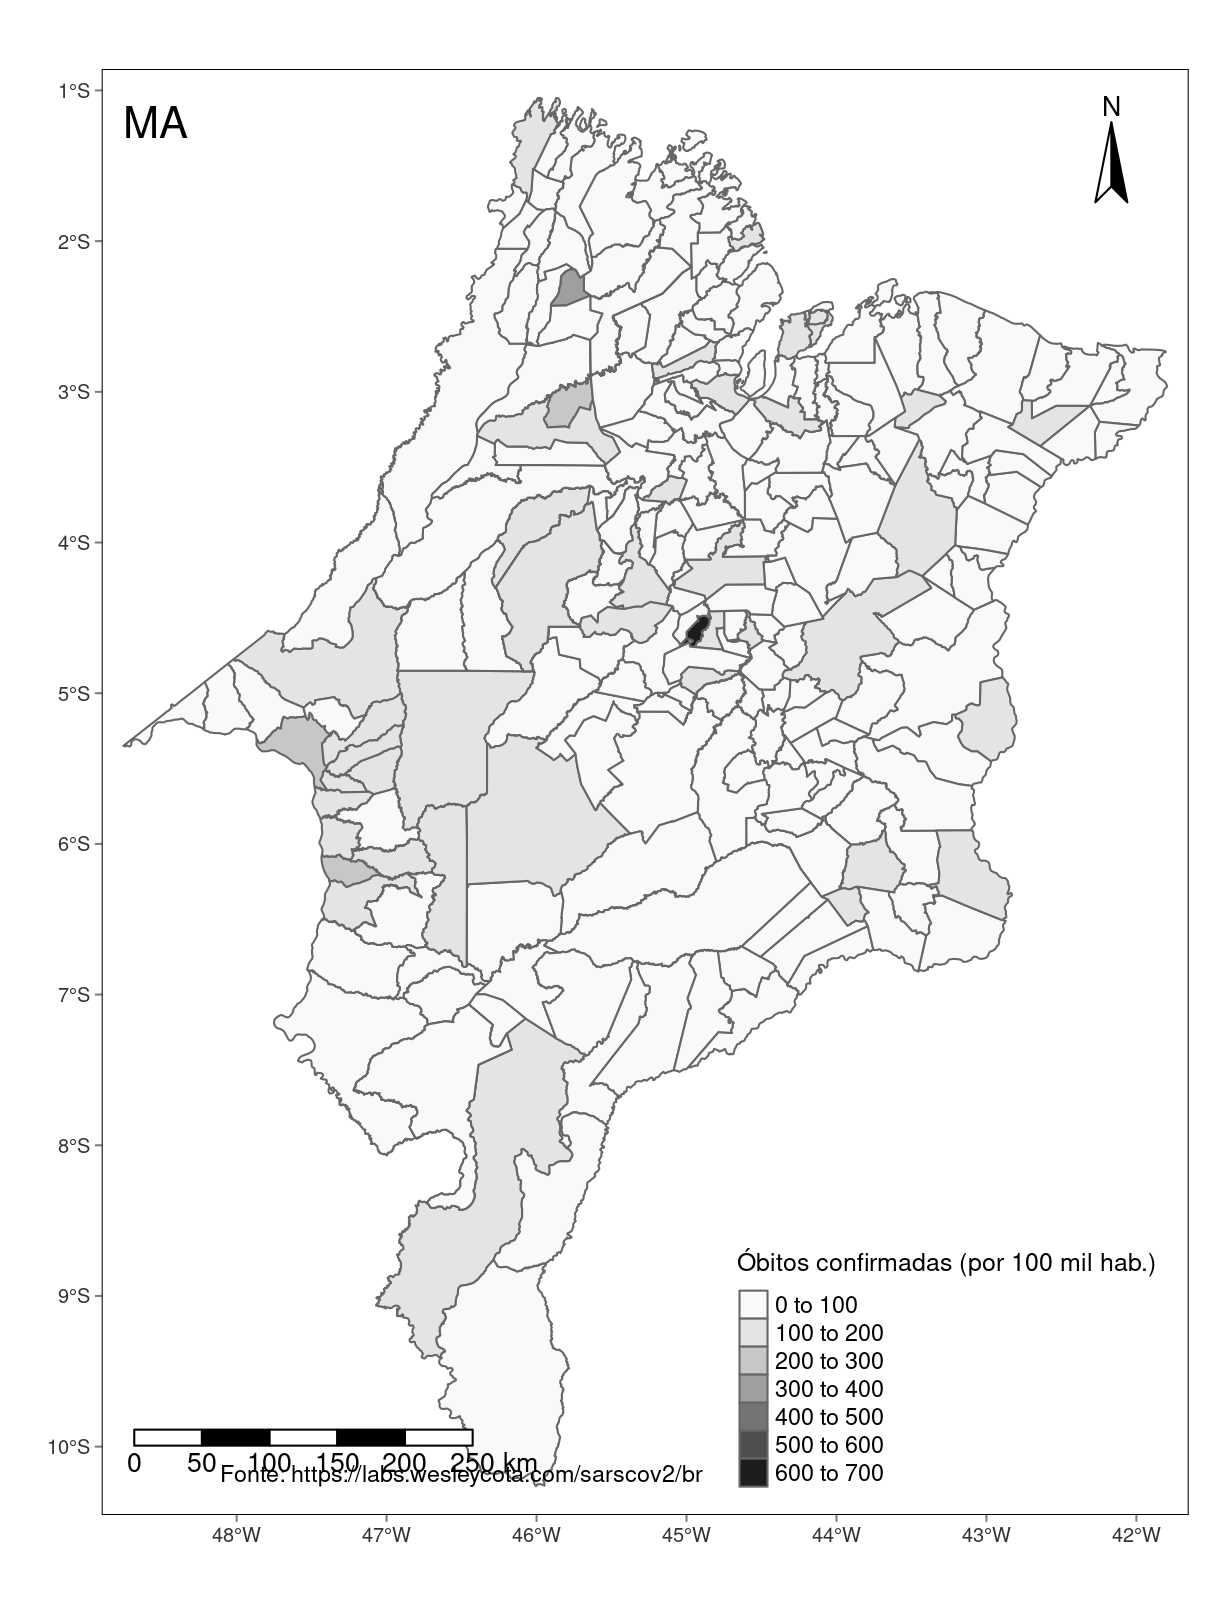 MA
N
1°S
2°S
3°S
4°S
5°S
6°S
7°S
8°S
9°S
10°S
Óbitos confirmadas (por 100 mil hab.)
0 to 100
100 to 200
200 to 300
300 to 400
400 to 500
500 to 600
600 to 700
0 50 100 150 200 250 km
Fonte: https://labs.wesleycota.com/sarscov2/br
48°W 47°W 46°W 45°W 44°W 43°W 42°W